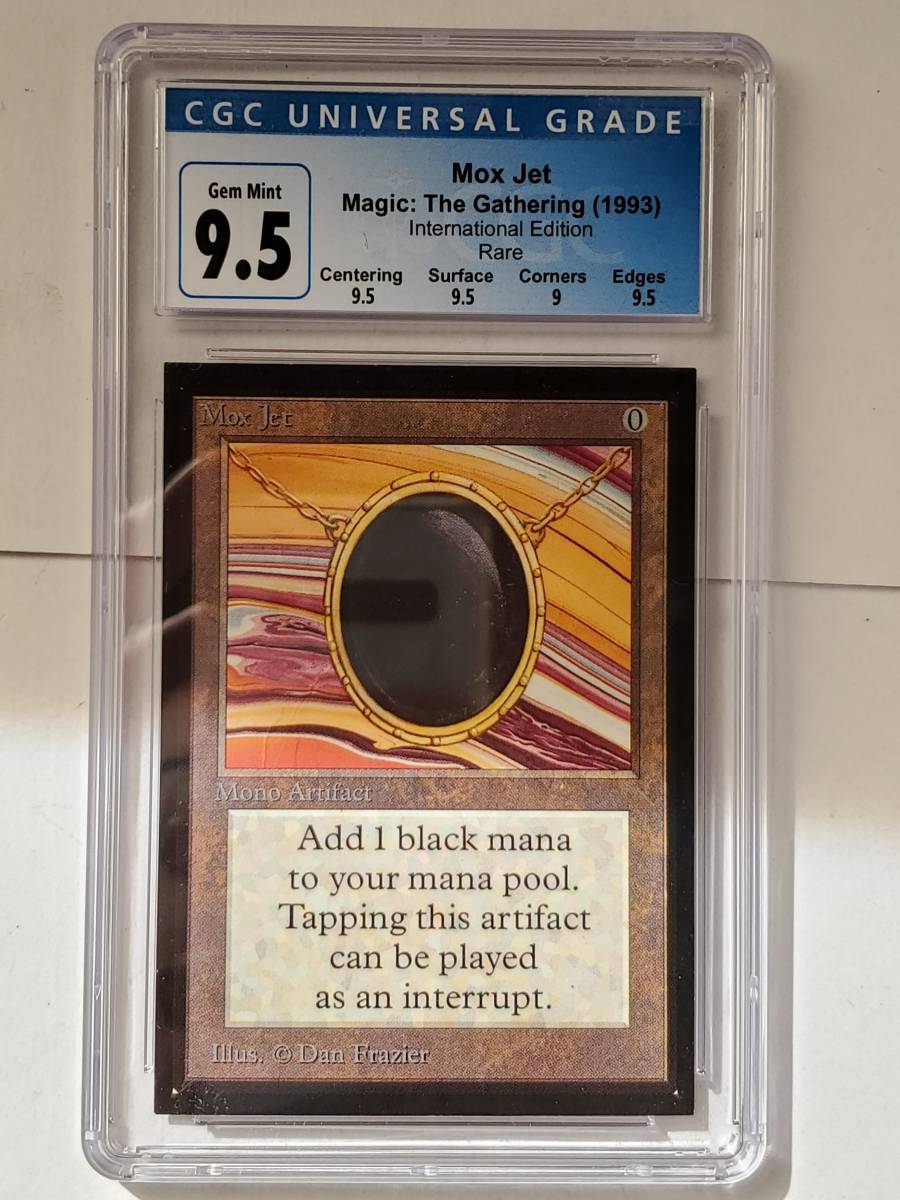 CGC UNIVERSAL GRADE
Gem Mint
9.5
Mox Jet
Magic: The Gathering (1993)
International Edition
Rare
Centering Surface Corners Edges
9.5 9.5 9 9.5
Mox Jet 0
Mono Artifact
Add 1 black mana
to your mana pool.
Tapping this artifact
can be played
as an interrupt.
Illus. © Dan Frazier